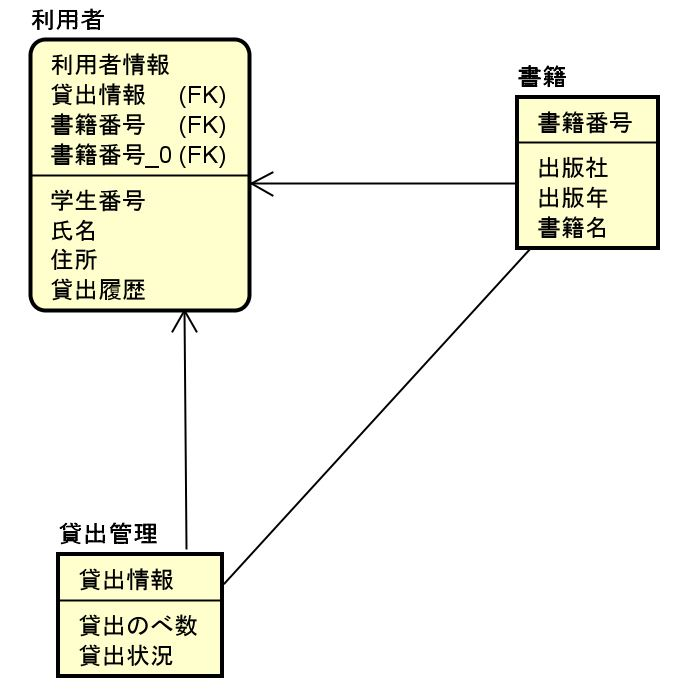 利用者
利用者情報
貸出情報 (FK)
書籍番号 (FK)
書籍番号_0 (FK)
学生番号
氏名
住所
貸出履歴
書籍
書籍番号
出版社
出版年
書籍名
貸出管理
貸出情報
貸出のべ数
貸出状況